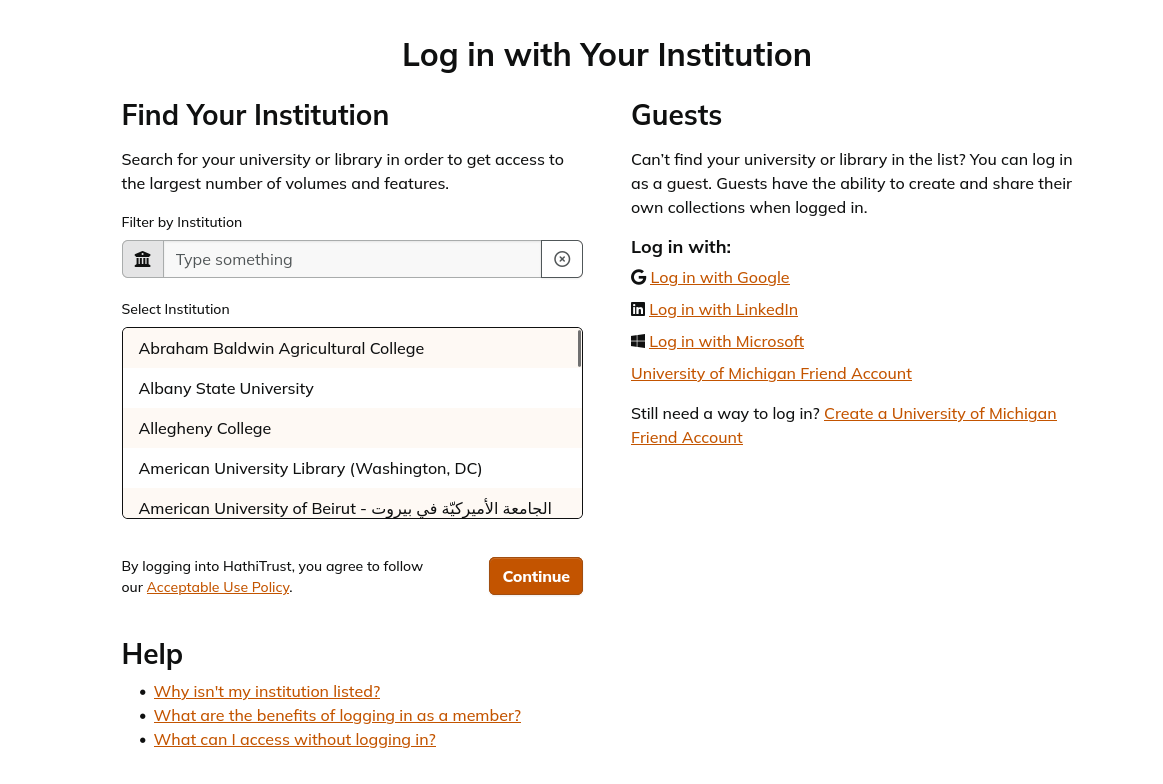 Log in with Your Institution
Find Your Institution
Search for your university or library in order to get access to
the largest number of volumes and features.
Filter by Institution
Type something
Select Institution
Abraham Baldwin Agricultural College
Albany State University
Allegheny College
American University Library (Washington, DC)
American University of Beirut - الجامعة الأميركيّة في بيروت
By logging into HathiTrust, you agree to follow
our Acceptable Use Policy.
Continue
Guests
Can’t find your university or library in the list? You can log in
as a guest. Guests have the ability to create and share their
own collections when logged in.
Log in with:
Log in with Google
Log in with LinkedIn
Log in with Microsoft
University of Michigan Friend Account
Still need a way to log in? Create a University of Michigan
Friend Account
Help
Why isn't my institution listed?
What are the benefits of logging in as a member?
What can I access without logging in?